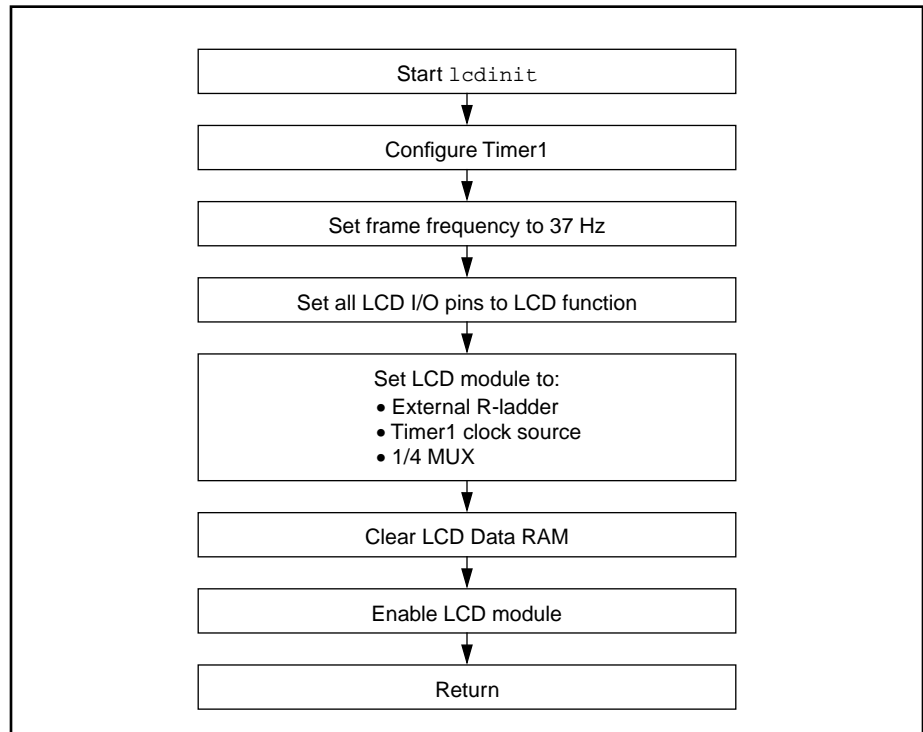 Start lcdinit
Configure Timer1
Set frame frequency to 37 Hz
Set all LCD I/O pins to LCD function
Set LCD module to:
• External R-ladder
• Timer1 clock source
• 1/4 MUX
Clear LCD Data RAM
Enable LCD module
Return